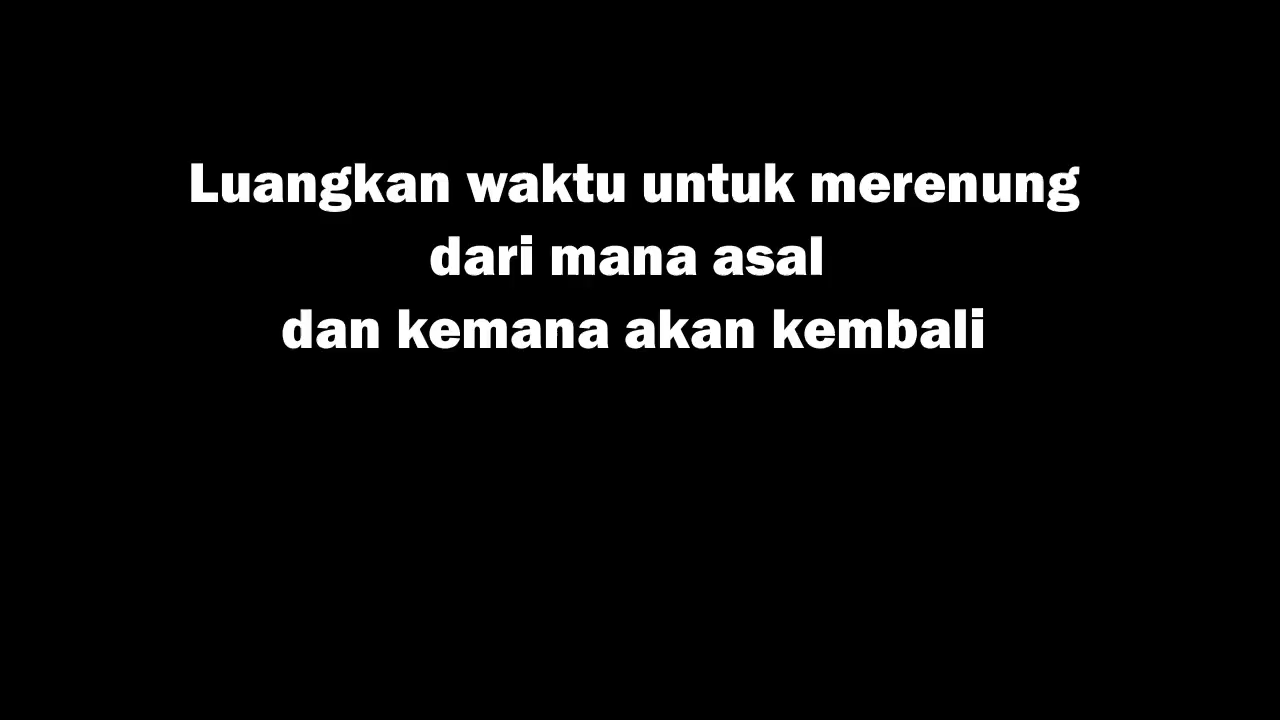 Luangkan waktu untuk merenung
dari mana asal
dan kemana akan kembali